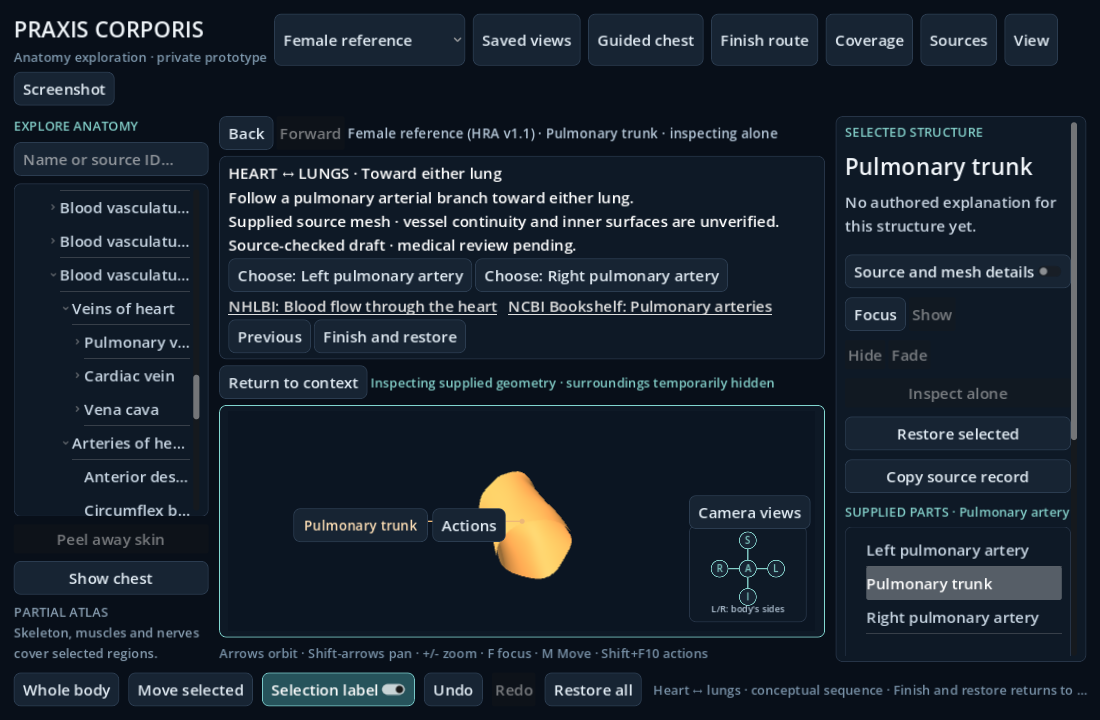 PRAXIS CORPORIS
Anatomy exploration · private prototype
Female reference
Saved views
Guided chest
Finish route
Coverage
Sources
View
Screenshot
EXPLORE ANATOMY
Name or source ID...
Blood vasculatu...
Blood vasculatu...
Blood vasculatu...
Veins of heart
Pulmonary v...
Cardiac vein
Vena cava
Arteries of he...
Anterior des...
Circumflex b...
Peel away skin
Show chest
PARTIAL ATLAS
Skeleton, muscles and nerves
cover selected regions.
Back
Forward
Female reference (HRA v1.1) · Pulmonary trunk · inspecting alone
HEART ↔ LUNGS · Toward either lung
Follow a pulmonary arterial branch toward either lung.
Supplied source mesh · vessel continuity and inner surfaces are unverified.
Source-checked draft · medical review pending.
Choose: Left pulmonary artery
Choose: Right pulmonary artery
NHLBI: Blood flow through the heart
NCBI Bookshelf: Pulmonary arteries
Previous
Finish and restore
Return to context
Inspecting supplied geometry · surroundings temporarily hidden
Pulmonary trunk
Actions
Camera views
S
R
A
L
I
L/R: body's sides
Arrows orbit · Shift-arrows pan · +/- zoom · F focus · M Move · Shift+F10 actions
SELECTED STRUCTURE
Pulmonary trunk
No authored explanation for
this structure yet.
Source and mesh details
Focus
Show
Hide
Fade
Inspect alone
Restore selected
Copy source record
SUPPLIED PARTS · Pulmonary artery
Left pulmonary artery
Pulmonary trunk
Right pulmonary artery
Whole body
Move selected
Selection label
Undo
Redo
Restore all
Heart ↔ lungs · conceptual sequence · Finish and restore returns to ...